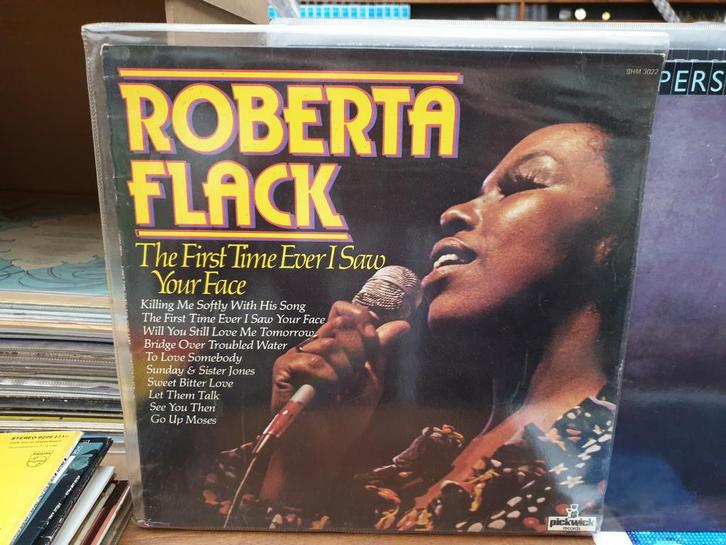 SHM 3022
ROBERTA
FLACK
The First Time Ever I Saw
Your Face
Killing Me Softly With His Song
The First Time Ever I Saw Your Face
Will You Still Love Me Tomorrow
Bridge Over Troubled Water
To Love Somebody
Sunday & Sister Jones
Sweet Bitter Love
Let Them Talk
See You Then
Go Up Moses
pickwick
records
PERS
STEREO